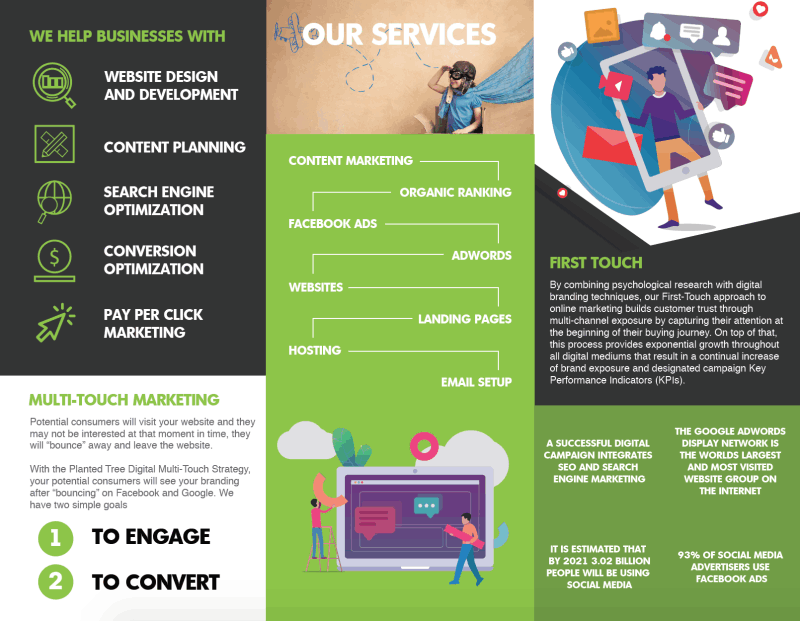 WE HELP BUSINESSES WITH
WEBSITE DESIGN
AND DEVELOPMENT
CONTENT PLANNING
SEARCH ENGINE
OPTIMIZATION
CONVERSION
OPTIMIZATION
$
PAY PER CLICK
MARKETING
MULTI-TOUCH MARKETING
Potential consumers will visit your website and they
may not be interested at that moment in time, they
will “bounce” away and leave the website.
With the Planted Tree Digital Multi-Touch Strategy,
your potential consumers will see your branding
after “bouncing” on Facebook and Google. We
have two simple goals
1 TO ENGAGE
2 TO CONVERT
OUR SERVICES
CONTENT MARKETING
ORGANIC RANKING
FACEBOOK ADS
ADWORDS
WEBSITES
LANDING PAGES
HOSTING
EMAIL SETUP
FIRST TOUCH
By combining psychological research with digital
branding techniques, our First-Touch approach to
online marketing builds customer trust through
multi-channel exposure by capturing their attention at
the beginning of their buying journey. On top of that,
this process provides exponential growth throughout
all digital mediums that result in a continual increase
of brand exposure and designated campaign Key
Performance Indicators (KPIs).
A SUCCESSFUL DIGITAL
CAMPAIGN INTEGRATES
SEO AND SEARCH
ENGINE MARKETING
THE GOOGLE ADWORDS
DISPLAY NETWORK IS
THE WORLDS LARGEST
AND MOST VISITED
WEBSITE GROUP ON
THE INTERNET
IT IS ESTIMATED THAT
BY 2021 3.02 BILLION
PEOPLE WILL BE USING
SOCIAL MEDIA
93% OF SOCIAL MEDIA
ADVERTISERS USE
FACEBOOK ADS